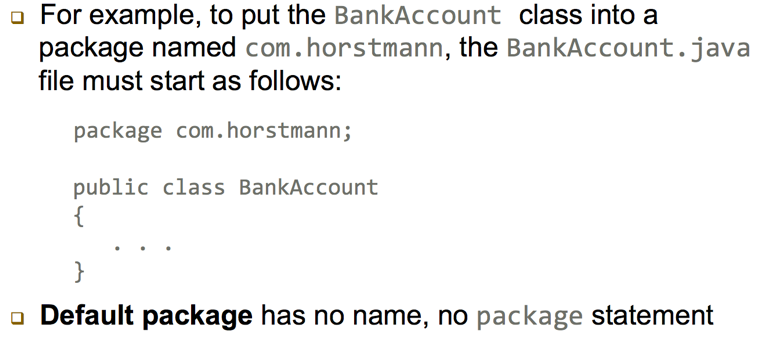 For example, to put the BankAccount class into a
package named com.horstmann, the BankAccount.java
file must start as follows:
package com.horstmann;
public class BankAccount
{
. . .
}
Default package has no name, no package statement